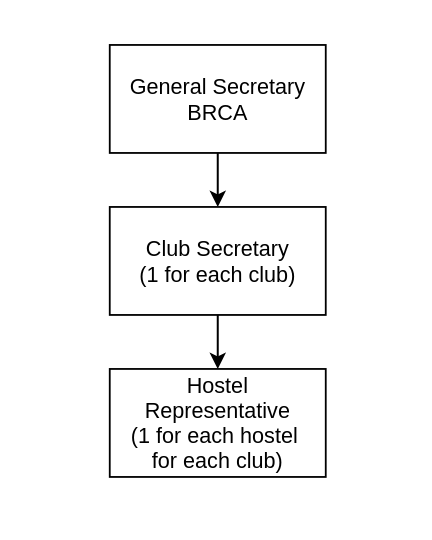 General Secretary
BRCA
Club Secretary
(1 for each club)
Hostel
Representative
(1 for each hostel
for each club)